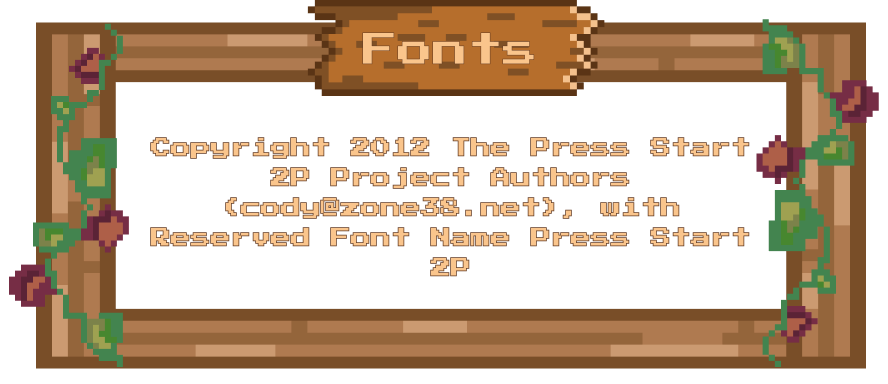 Fonts
Copyright 2012 The Press Start
2P Project Authors
(cody@zone38.net), with
Reserved Font Name Press Start
2P